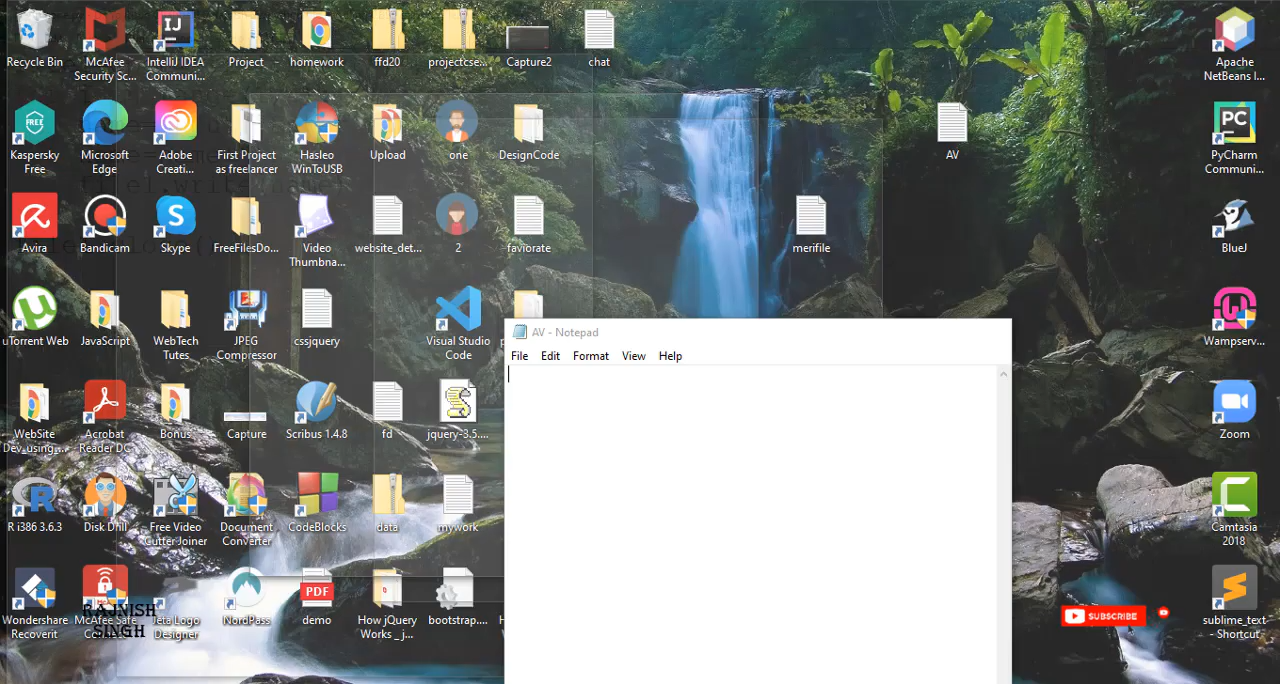 Recycle Bin
McAfee
Security Sc...
IntelliJ IDEA
Communi...
Project
homework
ffd20
projectcse...
Capture2
chat
Apache
NetBeans I...
Kaspersky
Free
Microsoft
Edge
Adobe
Creati...
First Project
as freelancer
Hasleo
WinToUSB
Upload
one
DesignCode
AV
PyCharm
Communi...
Avira
Bandicam
Skype
FreeFilesDo...
Video
Thumbna...
website_det...
2
faviorate
merifile
BlueJ
uTorrent Web
JavaScript
WebTech
Tutes
JPEG
Compressor
cssjquery
Visual Studio
Code
Wampserv...
AV - Notepad
File Edit Format View Help
WebSite
Dev-using-...
Acrobat
Reader DC
Bonus
Capture
Scribus 1.4.8
fd
jquery-3.5....
Zoom
R i386 3.6.3
Disk Drill
Free Video
Cutter Joiner
Document
Converter
CodeBlocks
data
mywork
Camtasia
2018
Wondershare
Recoverit
McAfee Safe
Connect
Jeta Logo
Designer
NordPass
PDF
demo
How jQuery
Works _ j...
bootstrap....
RAJNISH
SINGH
SUBSCRIBE
sublime_text
- Shortcut